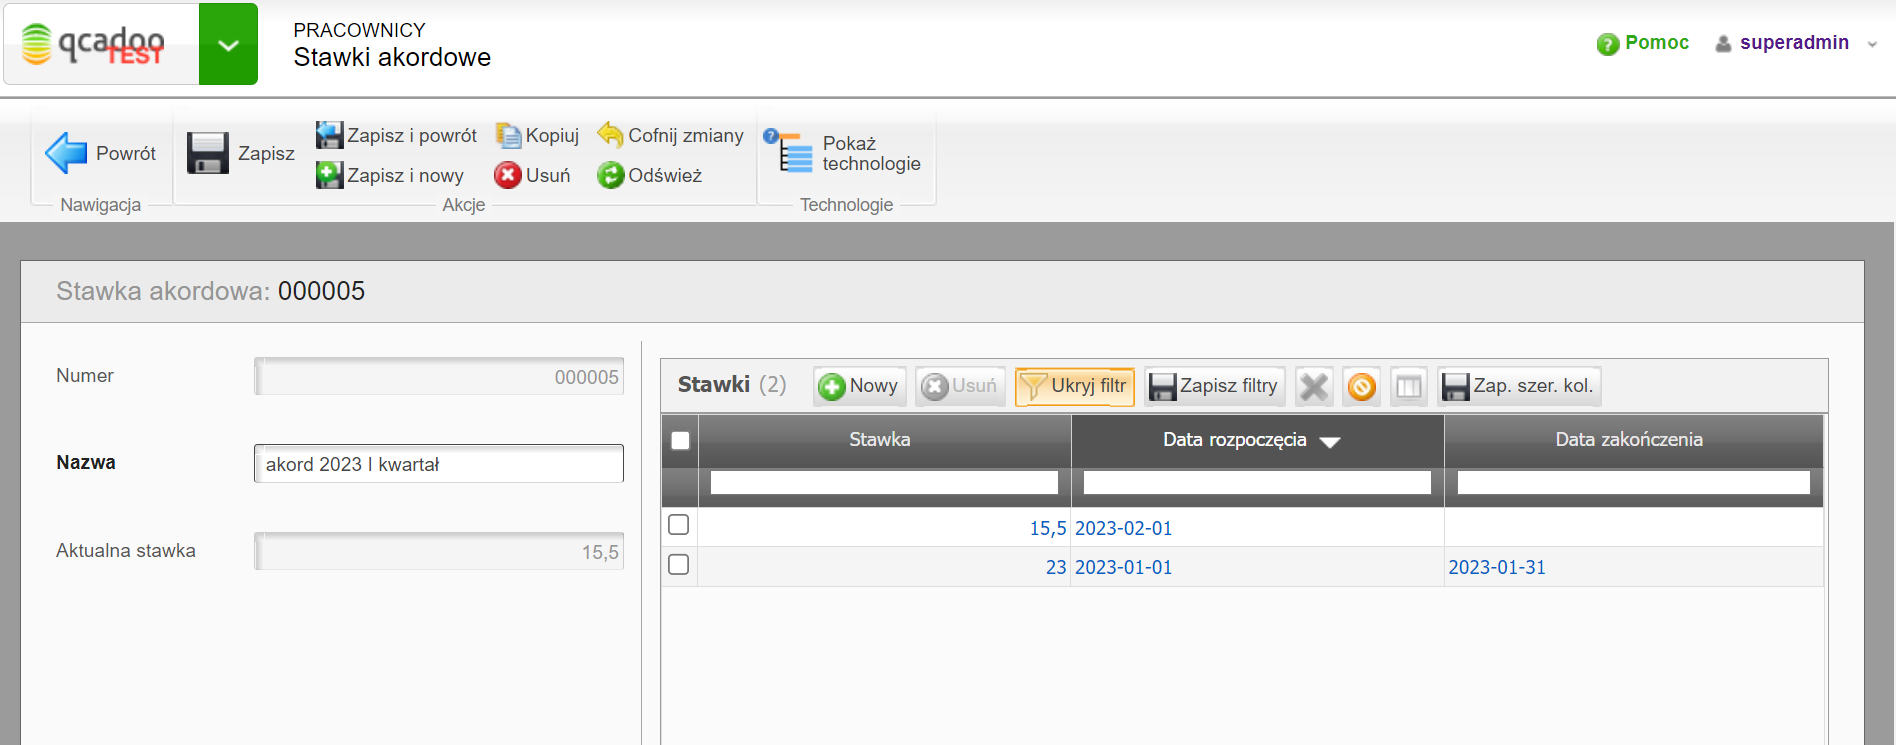 qcadoo
TEST
PRACOWNICY
Stawki akordowe
Pomoc
superadmin
Powrót
Nawigacja
Zapisz
Zapisz i powrót
Kopiuj
Cofnij zmiany
Zapisz i nowy
Usuń
Odśwież
Akcje
Pokaż
technologie
Technologie
Stawka akordowa: 000005
Numer 000005
Nazwa akord 2023 I kwartał
Aktualna stawka 15,5
Stawki (2) Nowy Usuń Ukryj filtr Zapisz filtry Zap. szer. kol.
Stawka Data rozpoczęcia Data zakończenia
15,5 2023-02-01
23 2023-01-01 2023-01-31